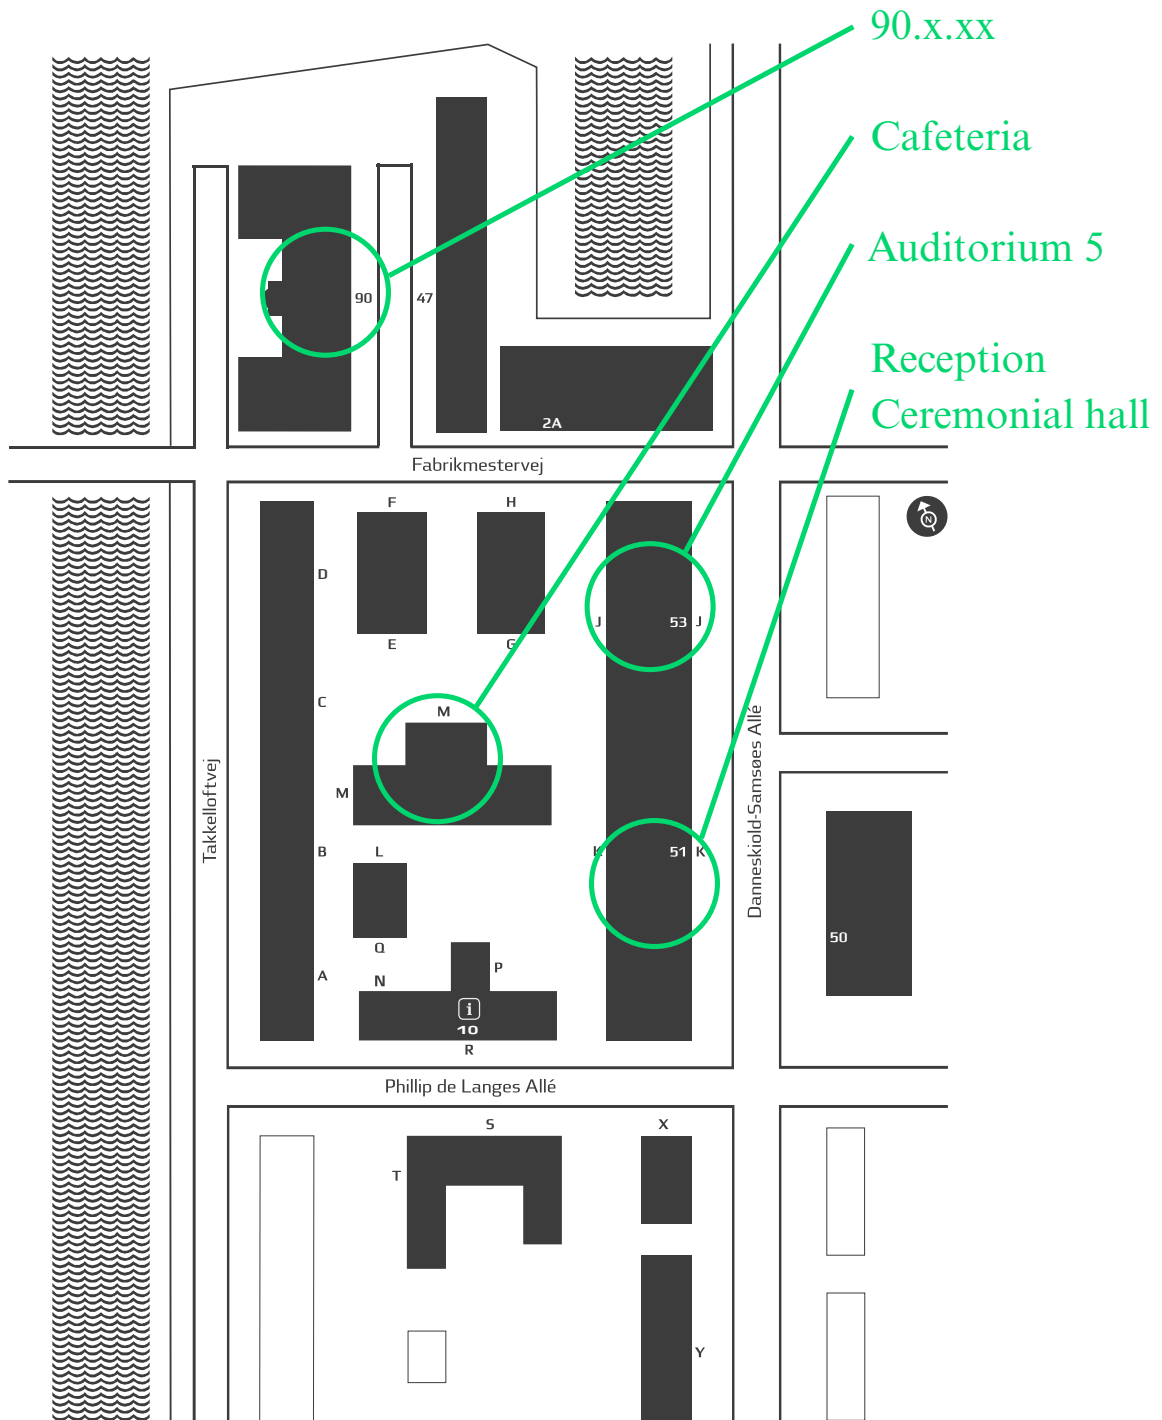 90.x.xx
Cafeteria
Auditorium 5
Reception
Ceremonial hall
90
47
2A
Fabrikmestervej
F
H
N
D
J
53
J
E
G
C
M
M
Takkelloftvej
Danneskiold-Samsøes Allé
B
L
K
51
K
50
Q
A
N
P
i
10
R
Phillip de Langes Allé
S
X
T
Y